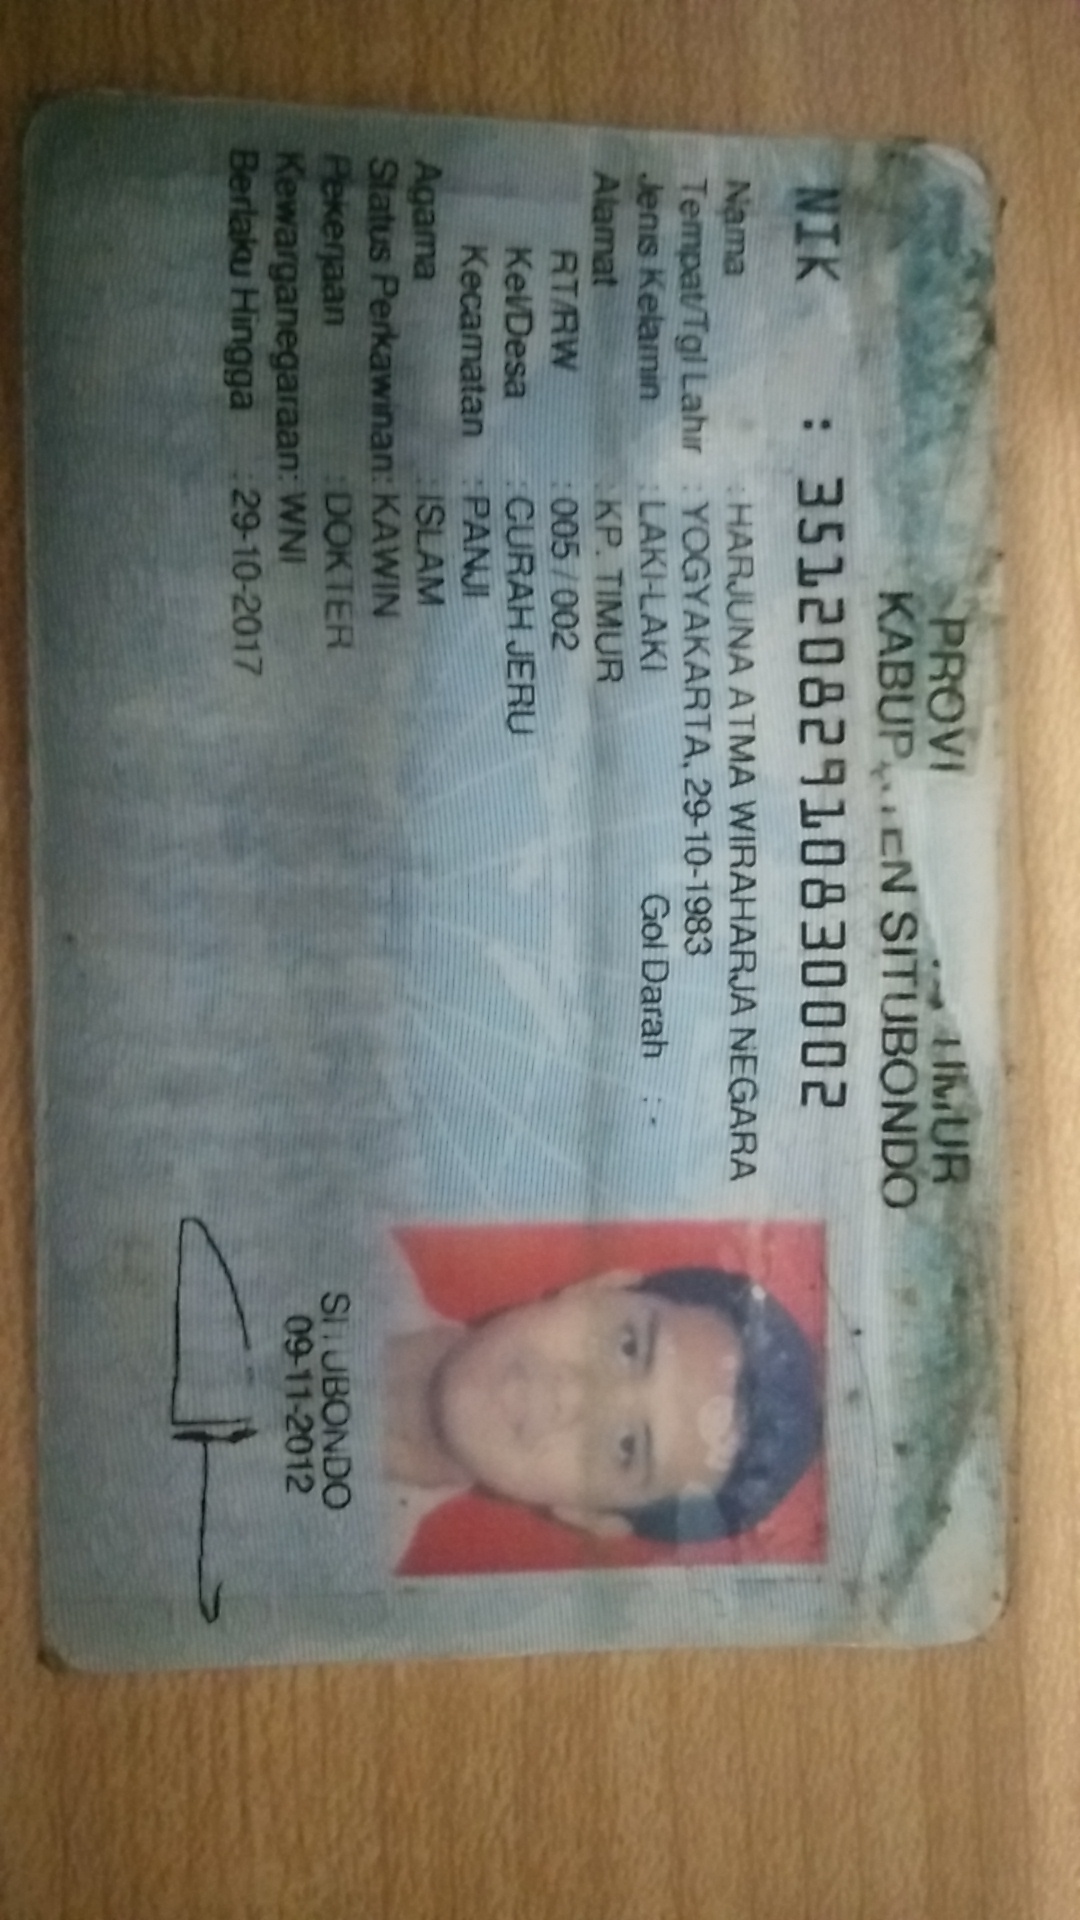 PROVI TIMUR
KABUP EN SITUBONDO
NIK : 3512082910830002
Nama : HARJUNA ATMA WIRAHARJA NEGARA
Tempat/Tgl Lahir : YOGYAKARTA, 29-10-1983
Jenis Kelamin : LAKI-LAKI Gol Darah : -
Alamat : KP. TIMUR
RT/RW : 005 / 002
Kel/Desa : CURAH JERU
Kecamatan : PANJI
Agama : ISLAM
Status Perkawinan: KAWIN
Pekerjaan : DOKTER
Kewarganegaraan: WNI
Berlaku Hingga : 29-10-2017
SITUBONDO
09-11-2012